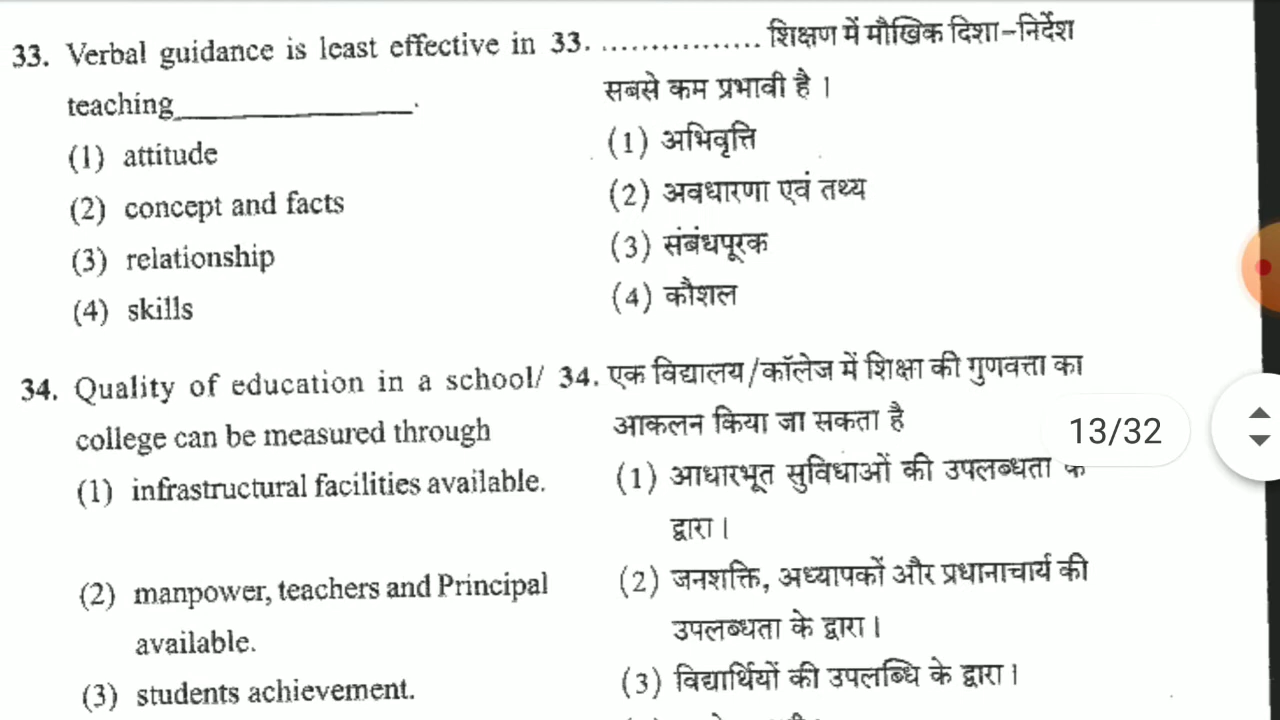 33. Verbal guidance is least effective in
teaching____________.
(1) attitude
(2) concept and facts
(3) relationship
(4) skills
34. Quality of education in a school/
college can be measured through
(1) infrastructural facilities available.
(2) manpower, teachers and Principal
available.
(3) students achievement.
33. ................ शिक्षण में मौखिक दिशा-निर्देश
सबसे कम प्रभावी है ।
(1) अभिवृत्ति
(2) अवधारणा एवं तथ्य
(3) संबंधपूरक
(4) कौशल
34. एक विद्यालय/कॉलेज में शिक्षा की गुणवत्ता का
आकलन किया जा सकता है
(1) आधारभूत सुविधाओं की उपलब्धता
द्वारा ।
(2) जनशक्ति, अध्यापकों और प्रधानाचार्य की
उपलब्धता के द्वारा ।
(3) विद्यार्थियों की उपलब्धि के द्वारा ।
13/32